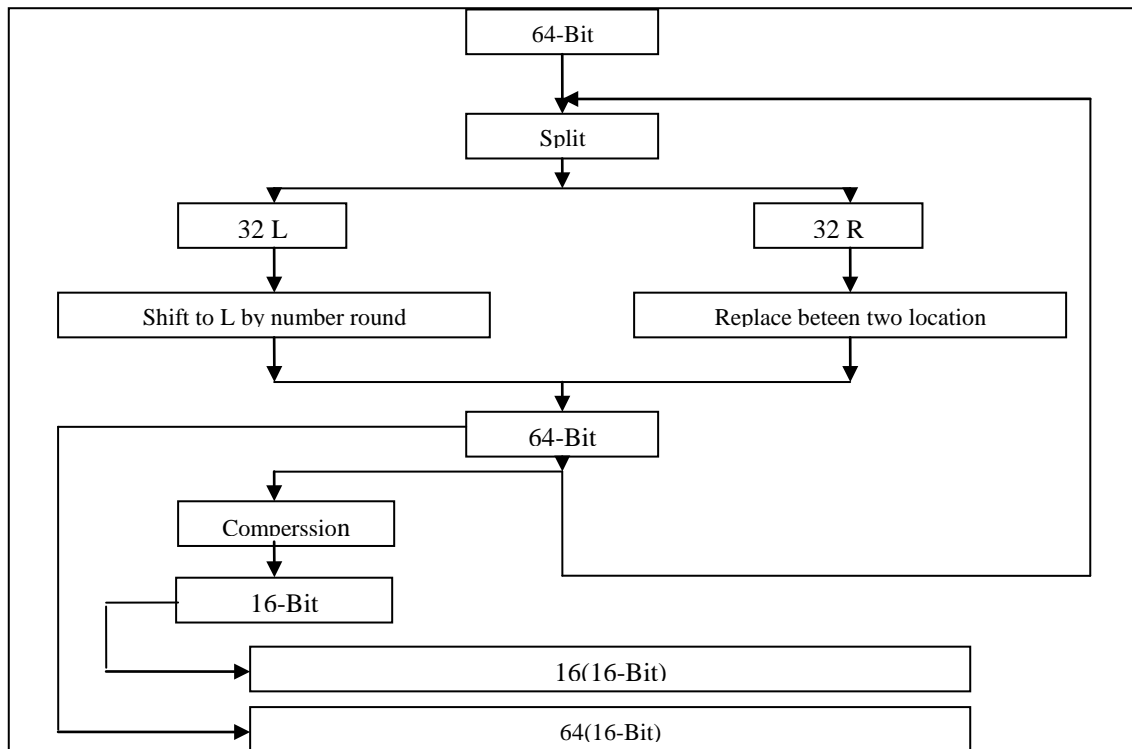 64-Bit
Split
32 L
32 R
Shift to L by number round
Replace beteen two location
64-Bit
Comperssion
16-Bit
16(16-Bit)
64(16-Bit)